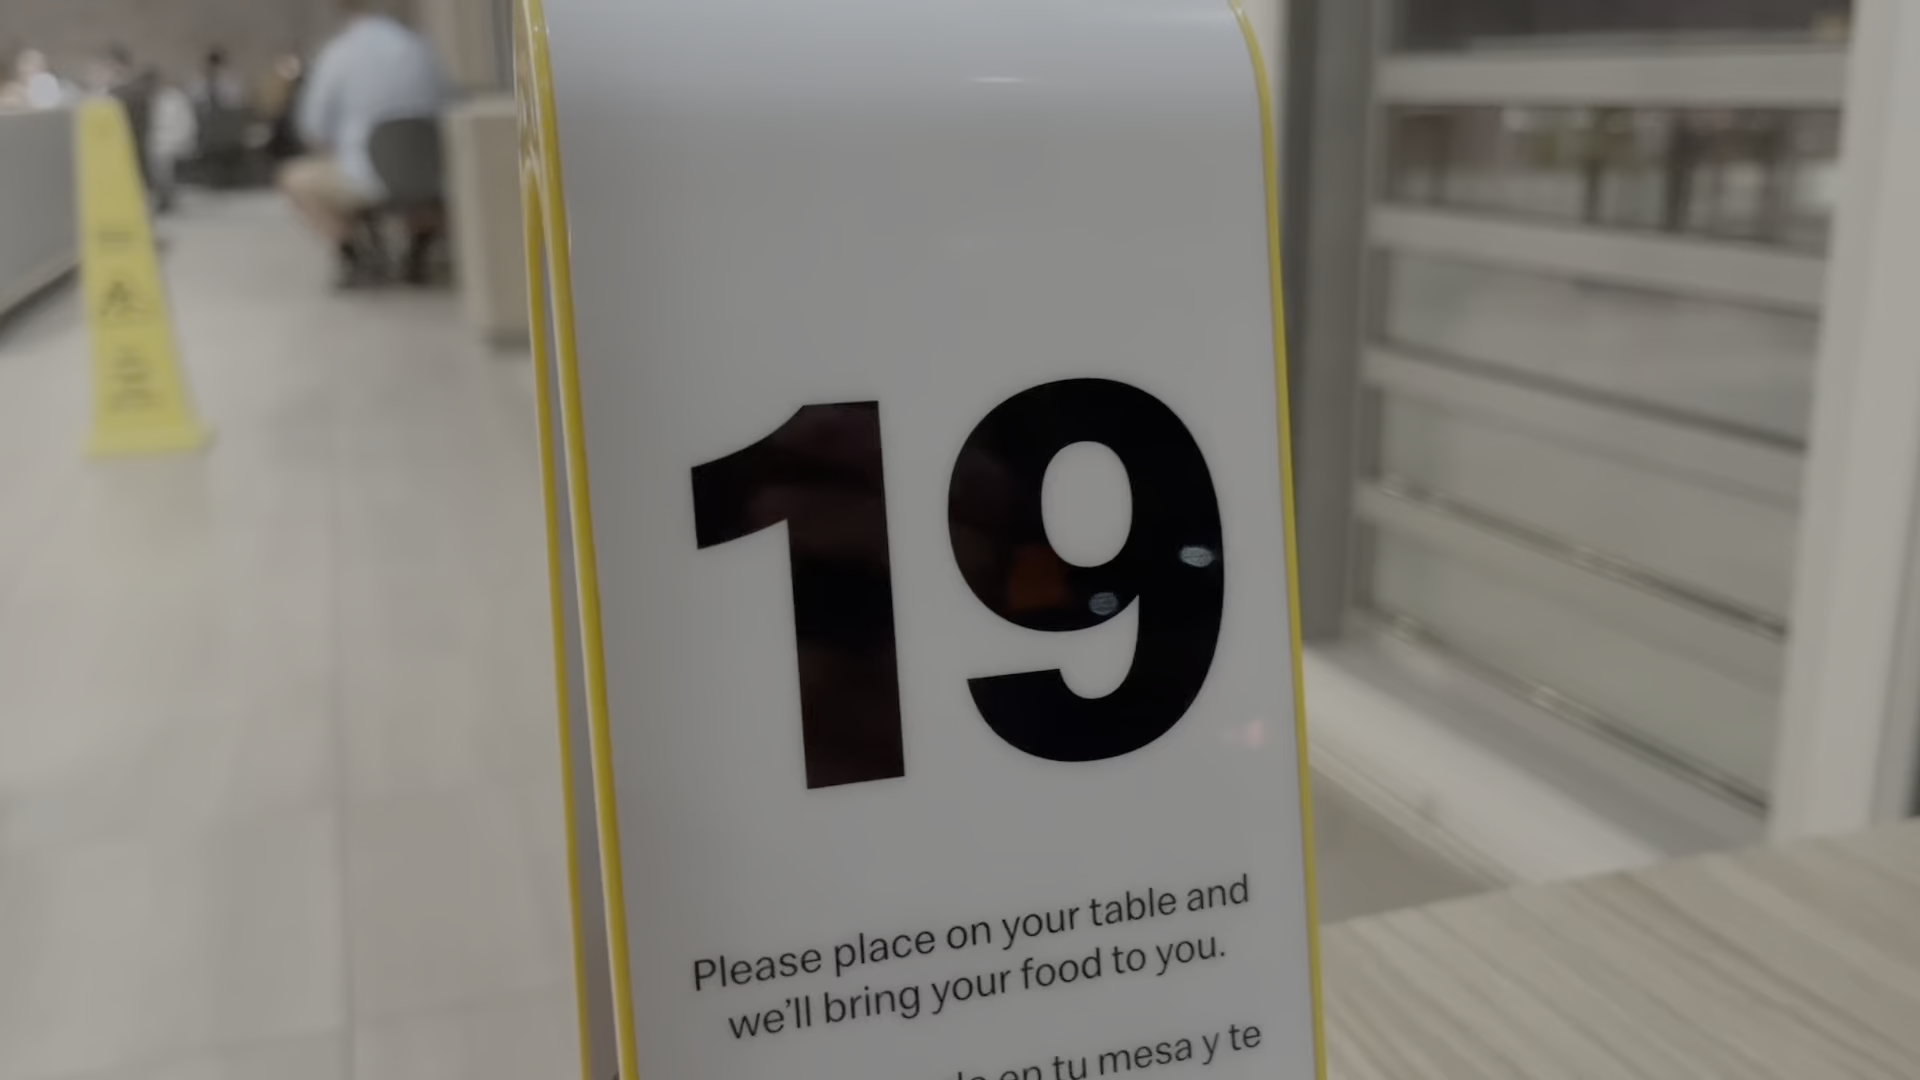 19
Please place on your table and
we'll bring your food to you.
en tu mesa y te